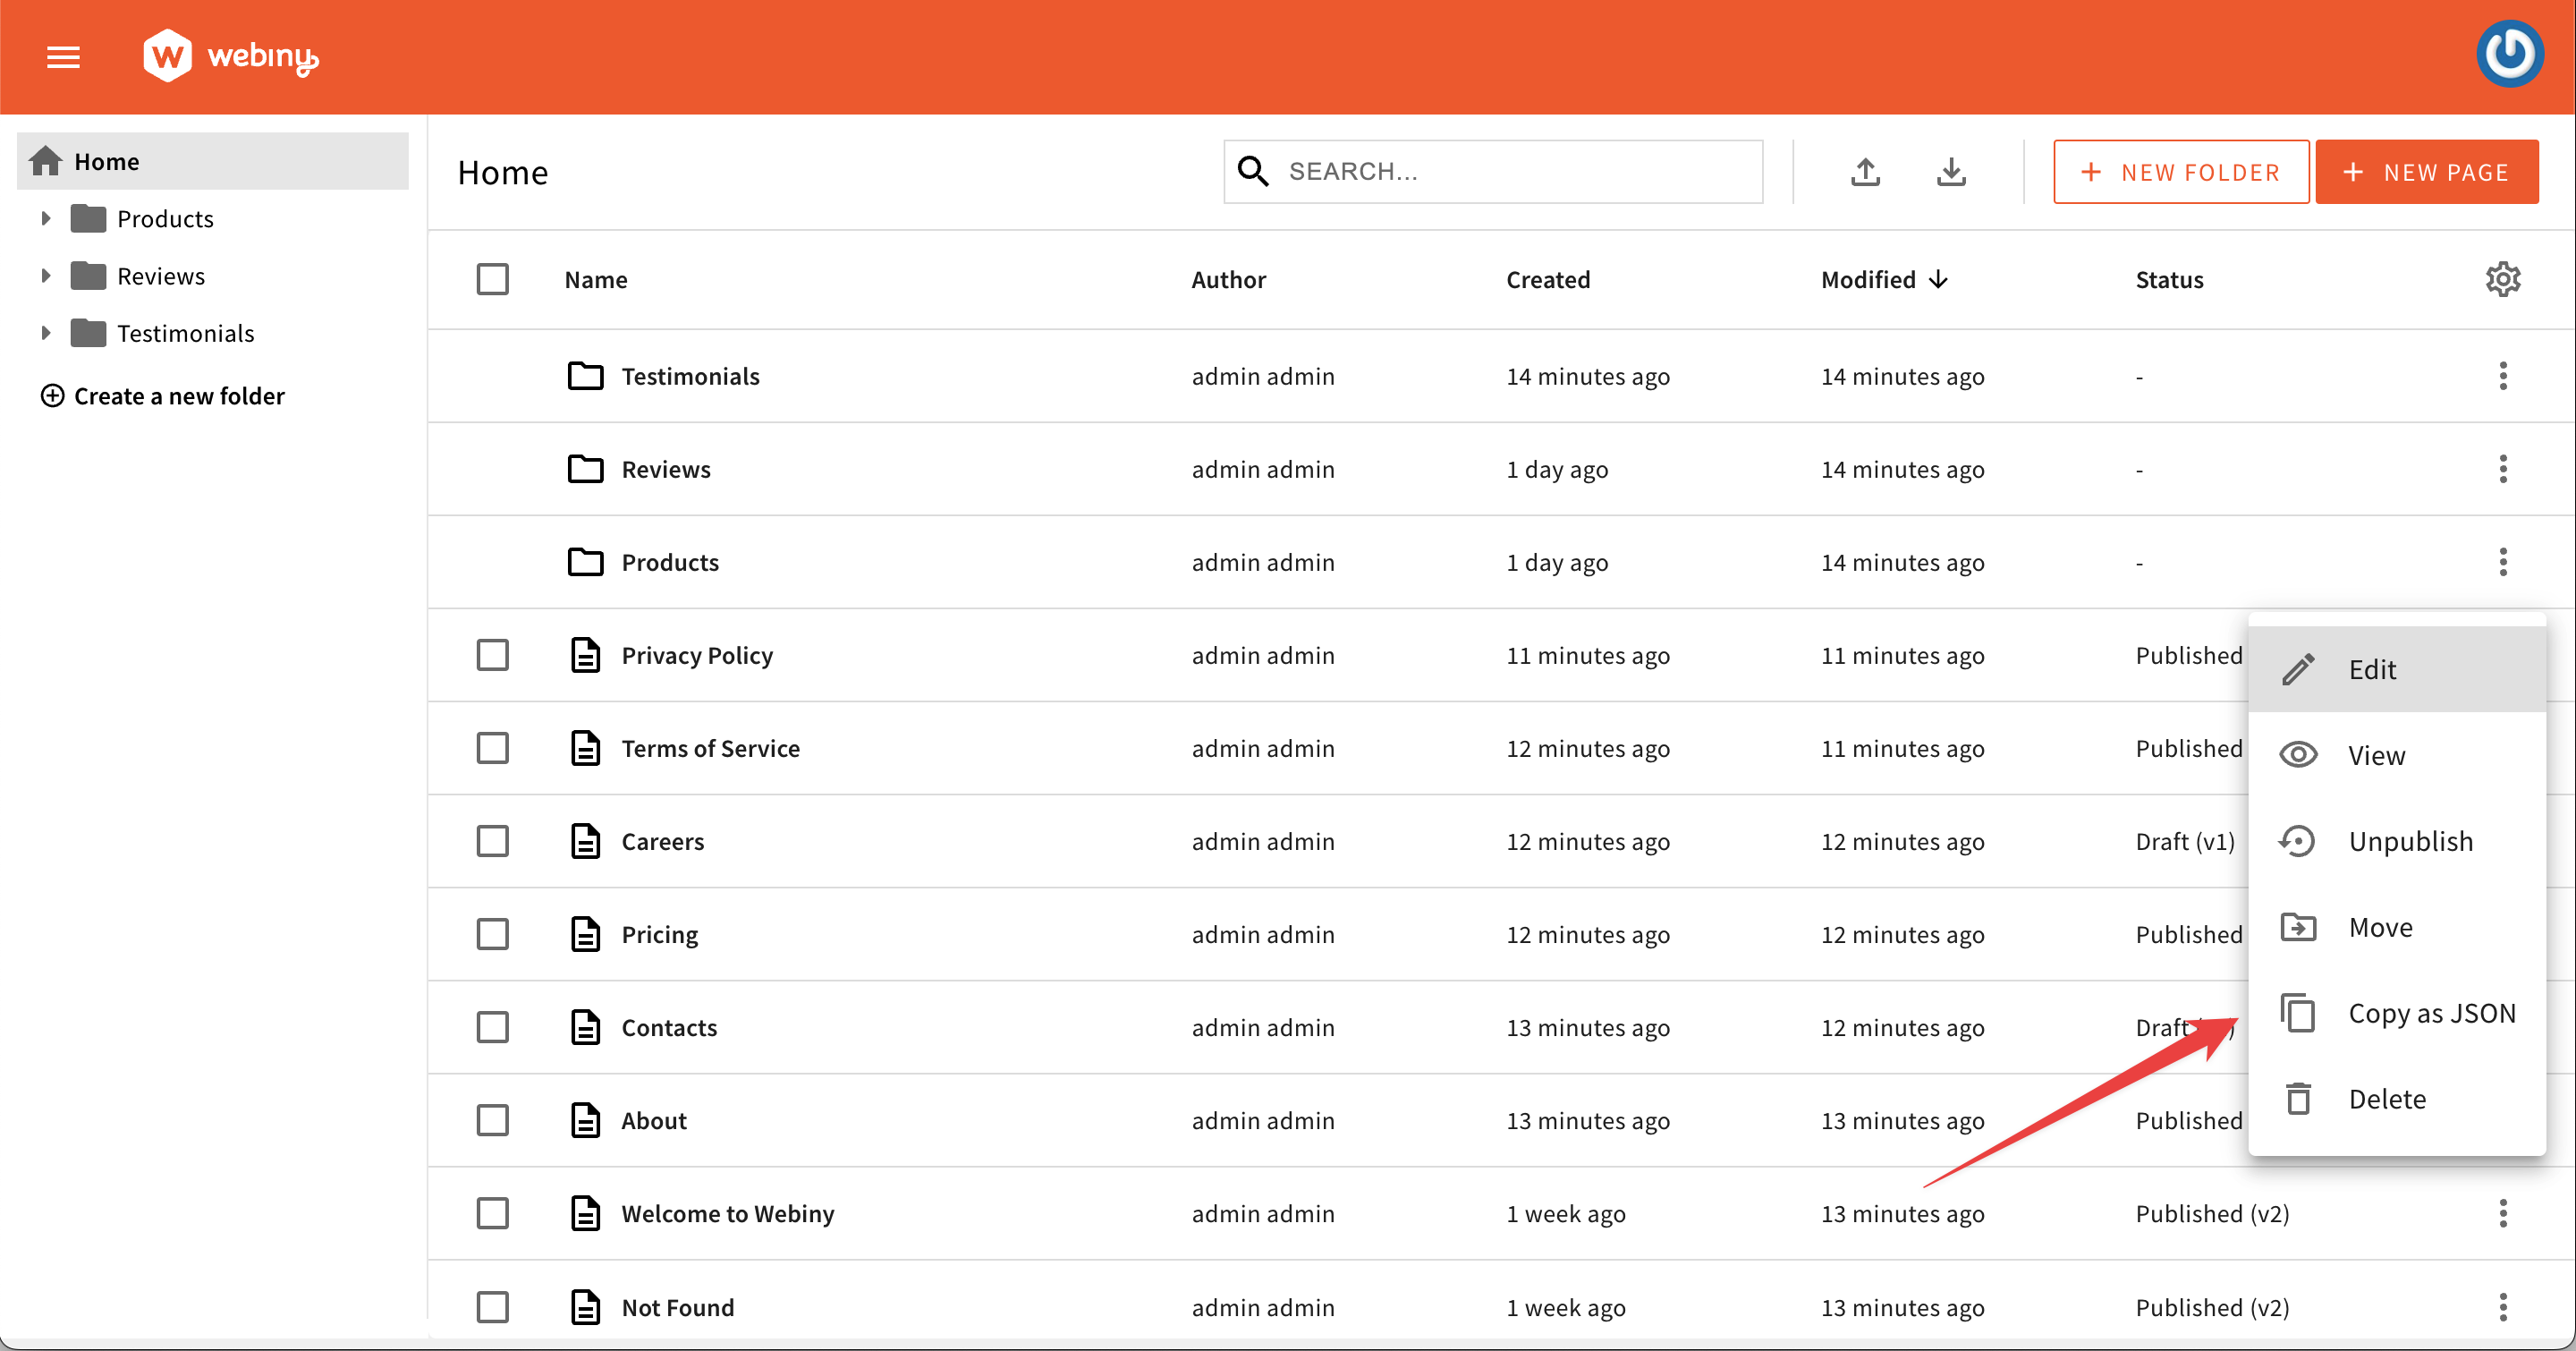 webiny
Home
Products
Reviews
Testimonials
Create a new folder
Home
SEARCH...
+ NEW FOLDER
+ NEW PAGE
Name Author Created Modified Status
Testimonials admin admin 14 minutes ago 14 minutes ago -
Reviews admin admin 1 day ago 14 minutes ago -
Products admin admin 1 day ago 14 minutes ago -
Privacy Policy admin admin 11 minutes ago 11 minutes ago Published
Terms of Service admin admin 12 minutes ago 11 minutes ago Published
Careers admin admin 12 minutes ago 12 minutes ago Draft (v1)
Pricing admin admin 12 minutes ago 12 minutes ago Published
Contacts admin admin 13 minutes ago 12 minutes ago Draft
About admin admin 13 minutes ago 13 minutes ago Published
Welcome to Webiny admin admin 1 week ago 13 minutes ago Published (v2)
Not Found admin admin 1 week ago 13 minutes ago Published (v2)
Edit
View
Unpublish
Move
Copy as JSON
Delete